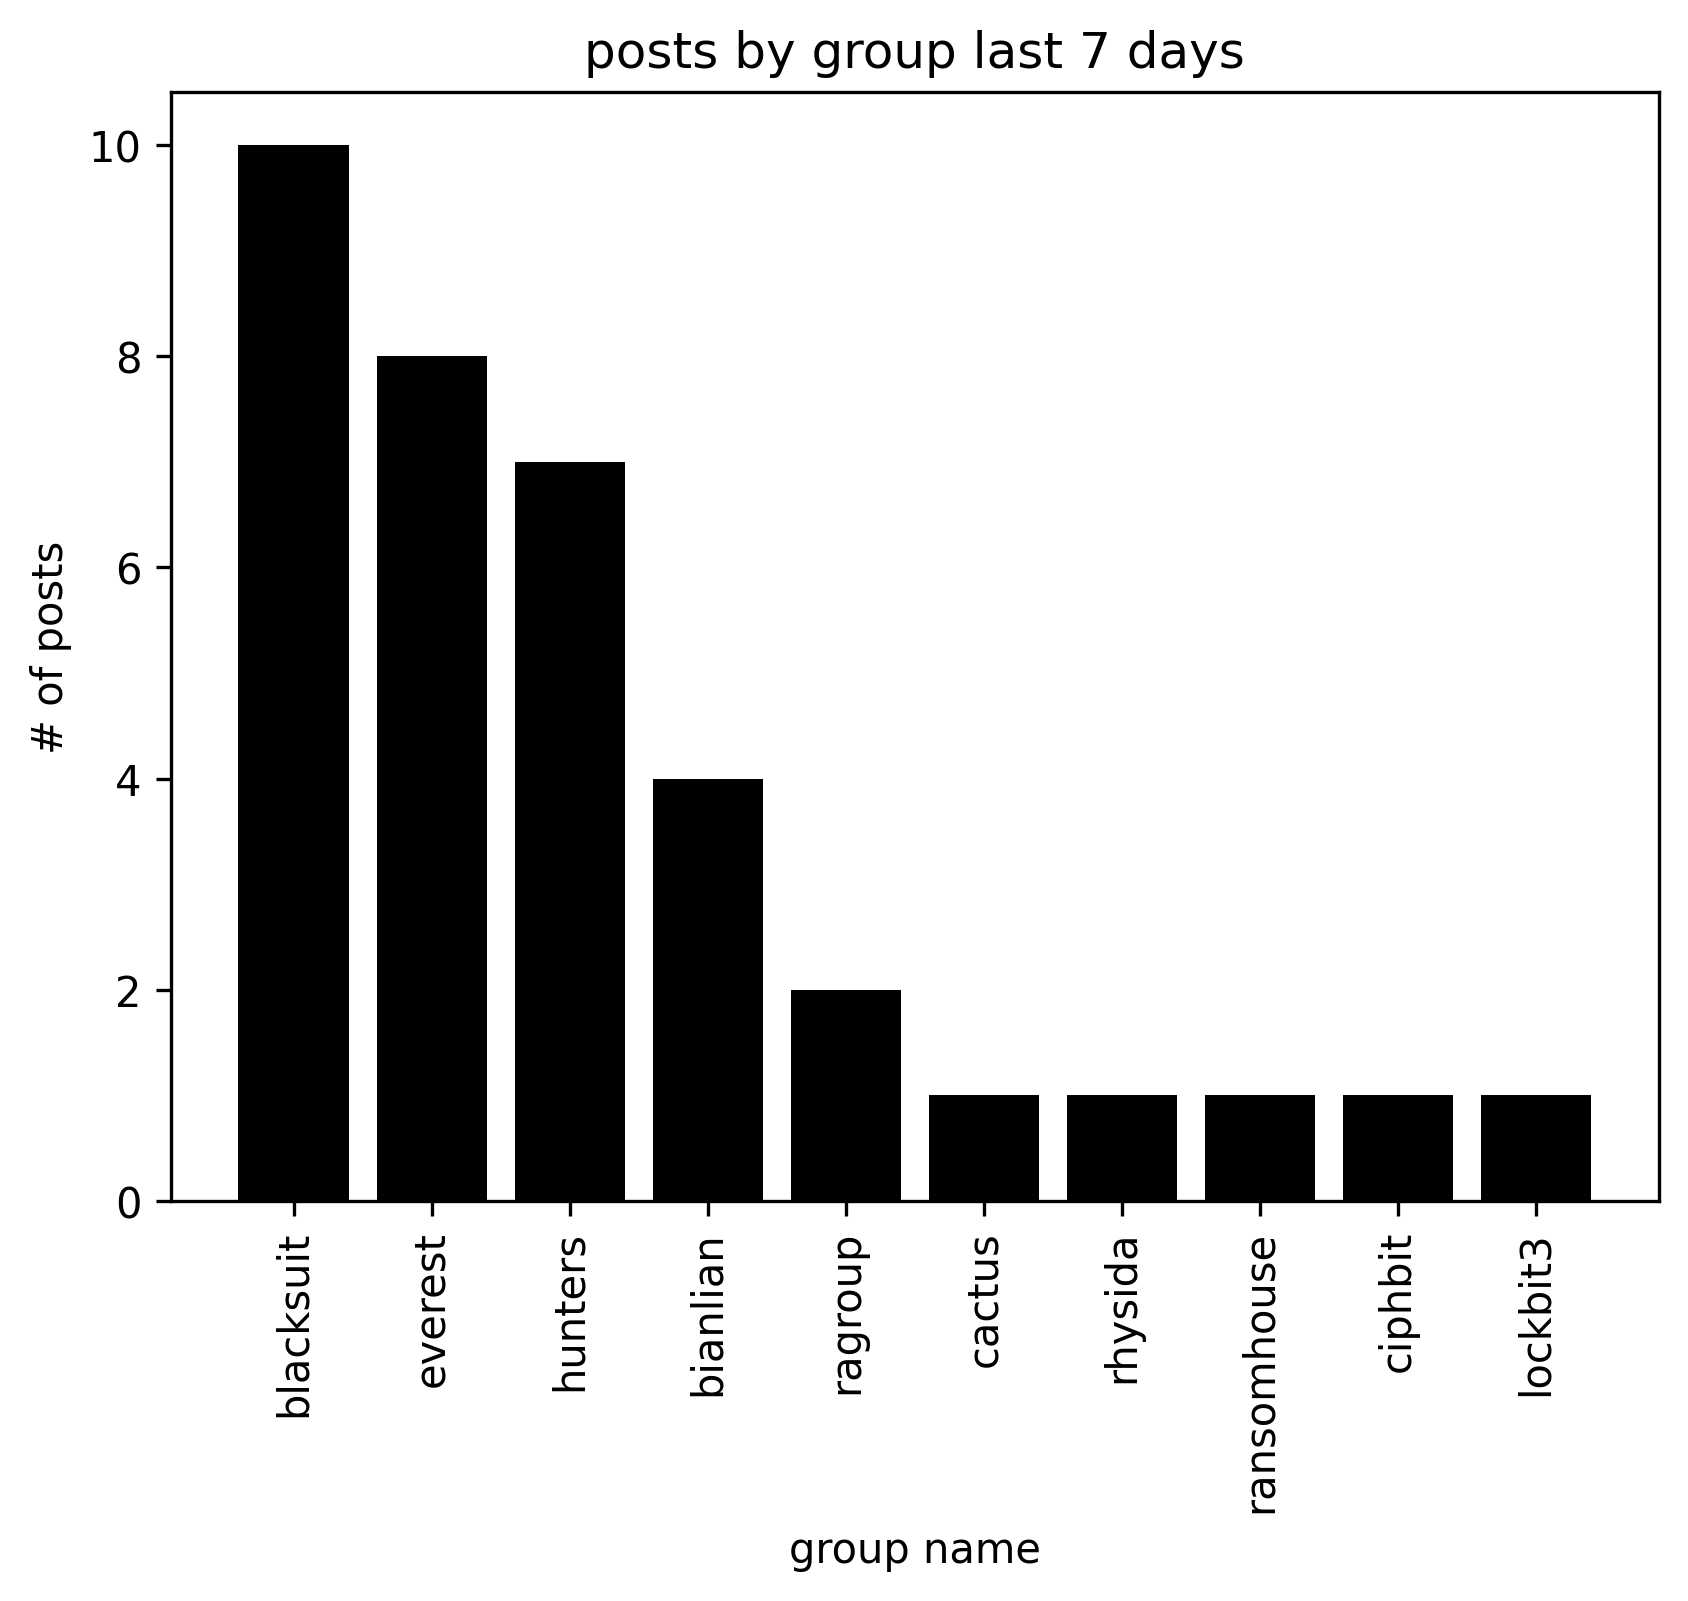 posts by group last 7 days
10
8
6
4
2
0
# of posts
blacksuit
everest
hunters
bianlian
ragroup
cactus
rhysida
ransomhouse
ciphbit
lockbit3
group name